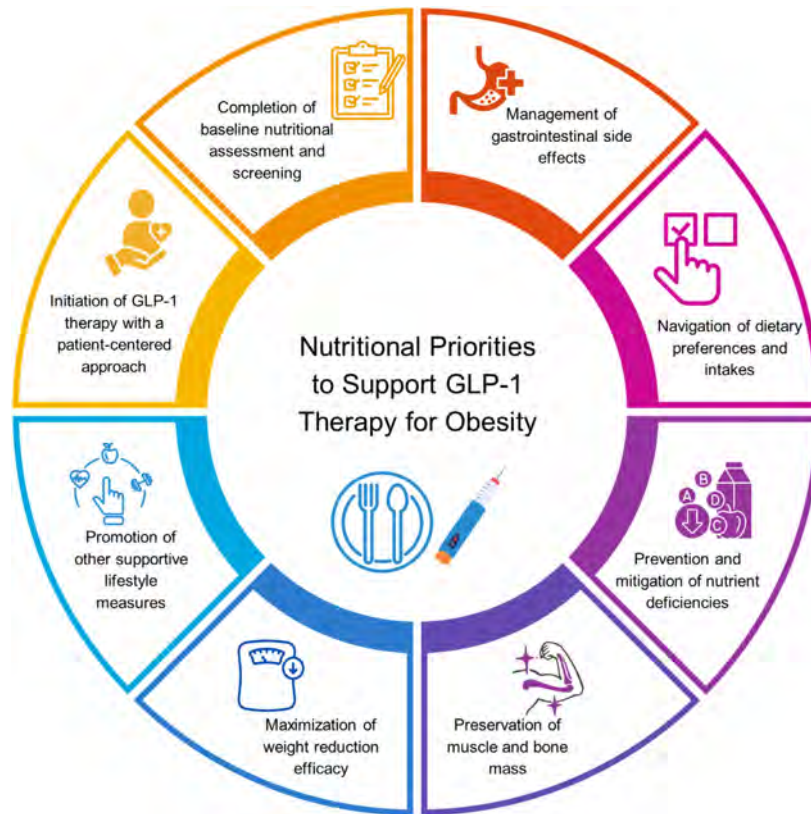 Nutritional Priorities
to Support GLP-1
Therapy for Obesity
Initiation of GLP-1
therapy with a
patient-centered
approach
Completion of
baseline nutritional
assessment and
screening
Management of
gastrointestinal side
effects
Navigation of dietary
preferences and
intakes
A
B
D
C
Prevention and
mitigation of nutrient
deficiencies
Preservation of
muscle and bone
mass
Maximization of
weight reduction
efficacy
Promotion of
other supportive
lifestyle
measures